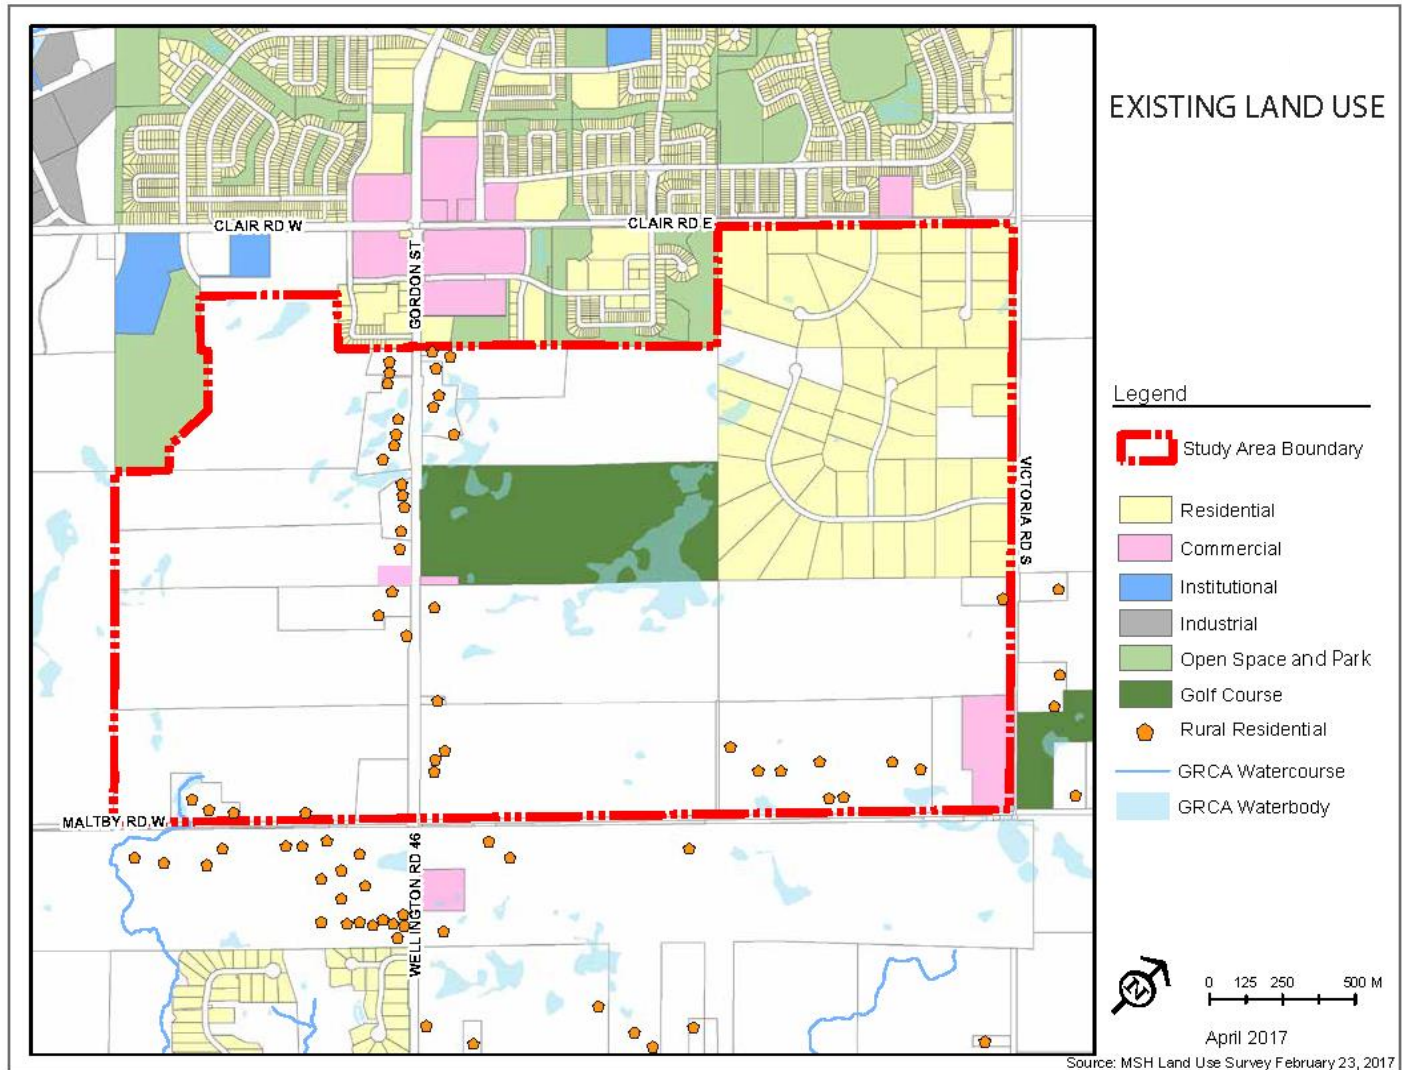 EXISTING LAND USE
CLAIR RD W
CLAIR RD E
GORDON ST
VICTORIA RD S
MALTBY RD W
WELLINGTON RD 46
Legend
Study Area Boundary
Residential
Commercial
Institutional
Industrial
Open Space and Park
Golf Course
Rural Residential
GRCA Watercourse
GRCA Waterbody
N
0 125 250 500 M
April 2017
Source: MSH Land Use Survey February 23, 2017